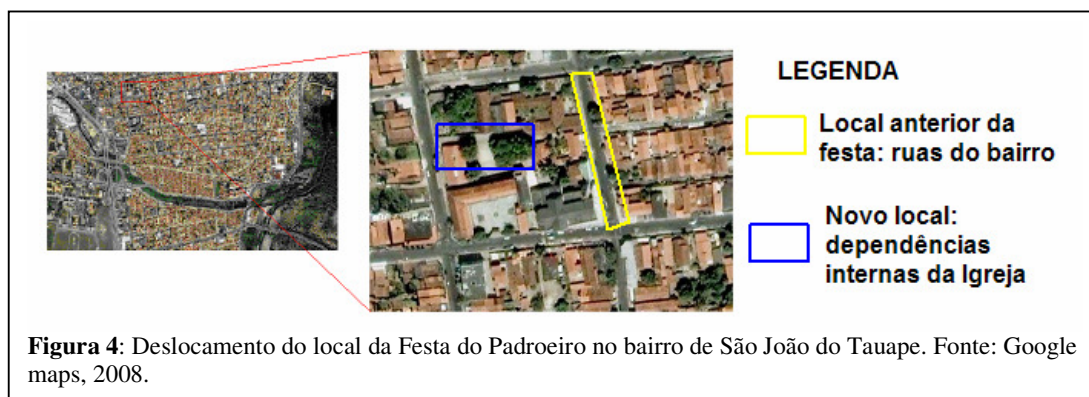 LEGENDA
Local anterior da
festa: ruas do bairro
Novo local:
dependências
internas da Igreja
Figura 4: Deslocamento do local da Festa do Padroeiro no bairro de São João do Tauape. Fonte: Google
maps, 2008.